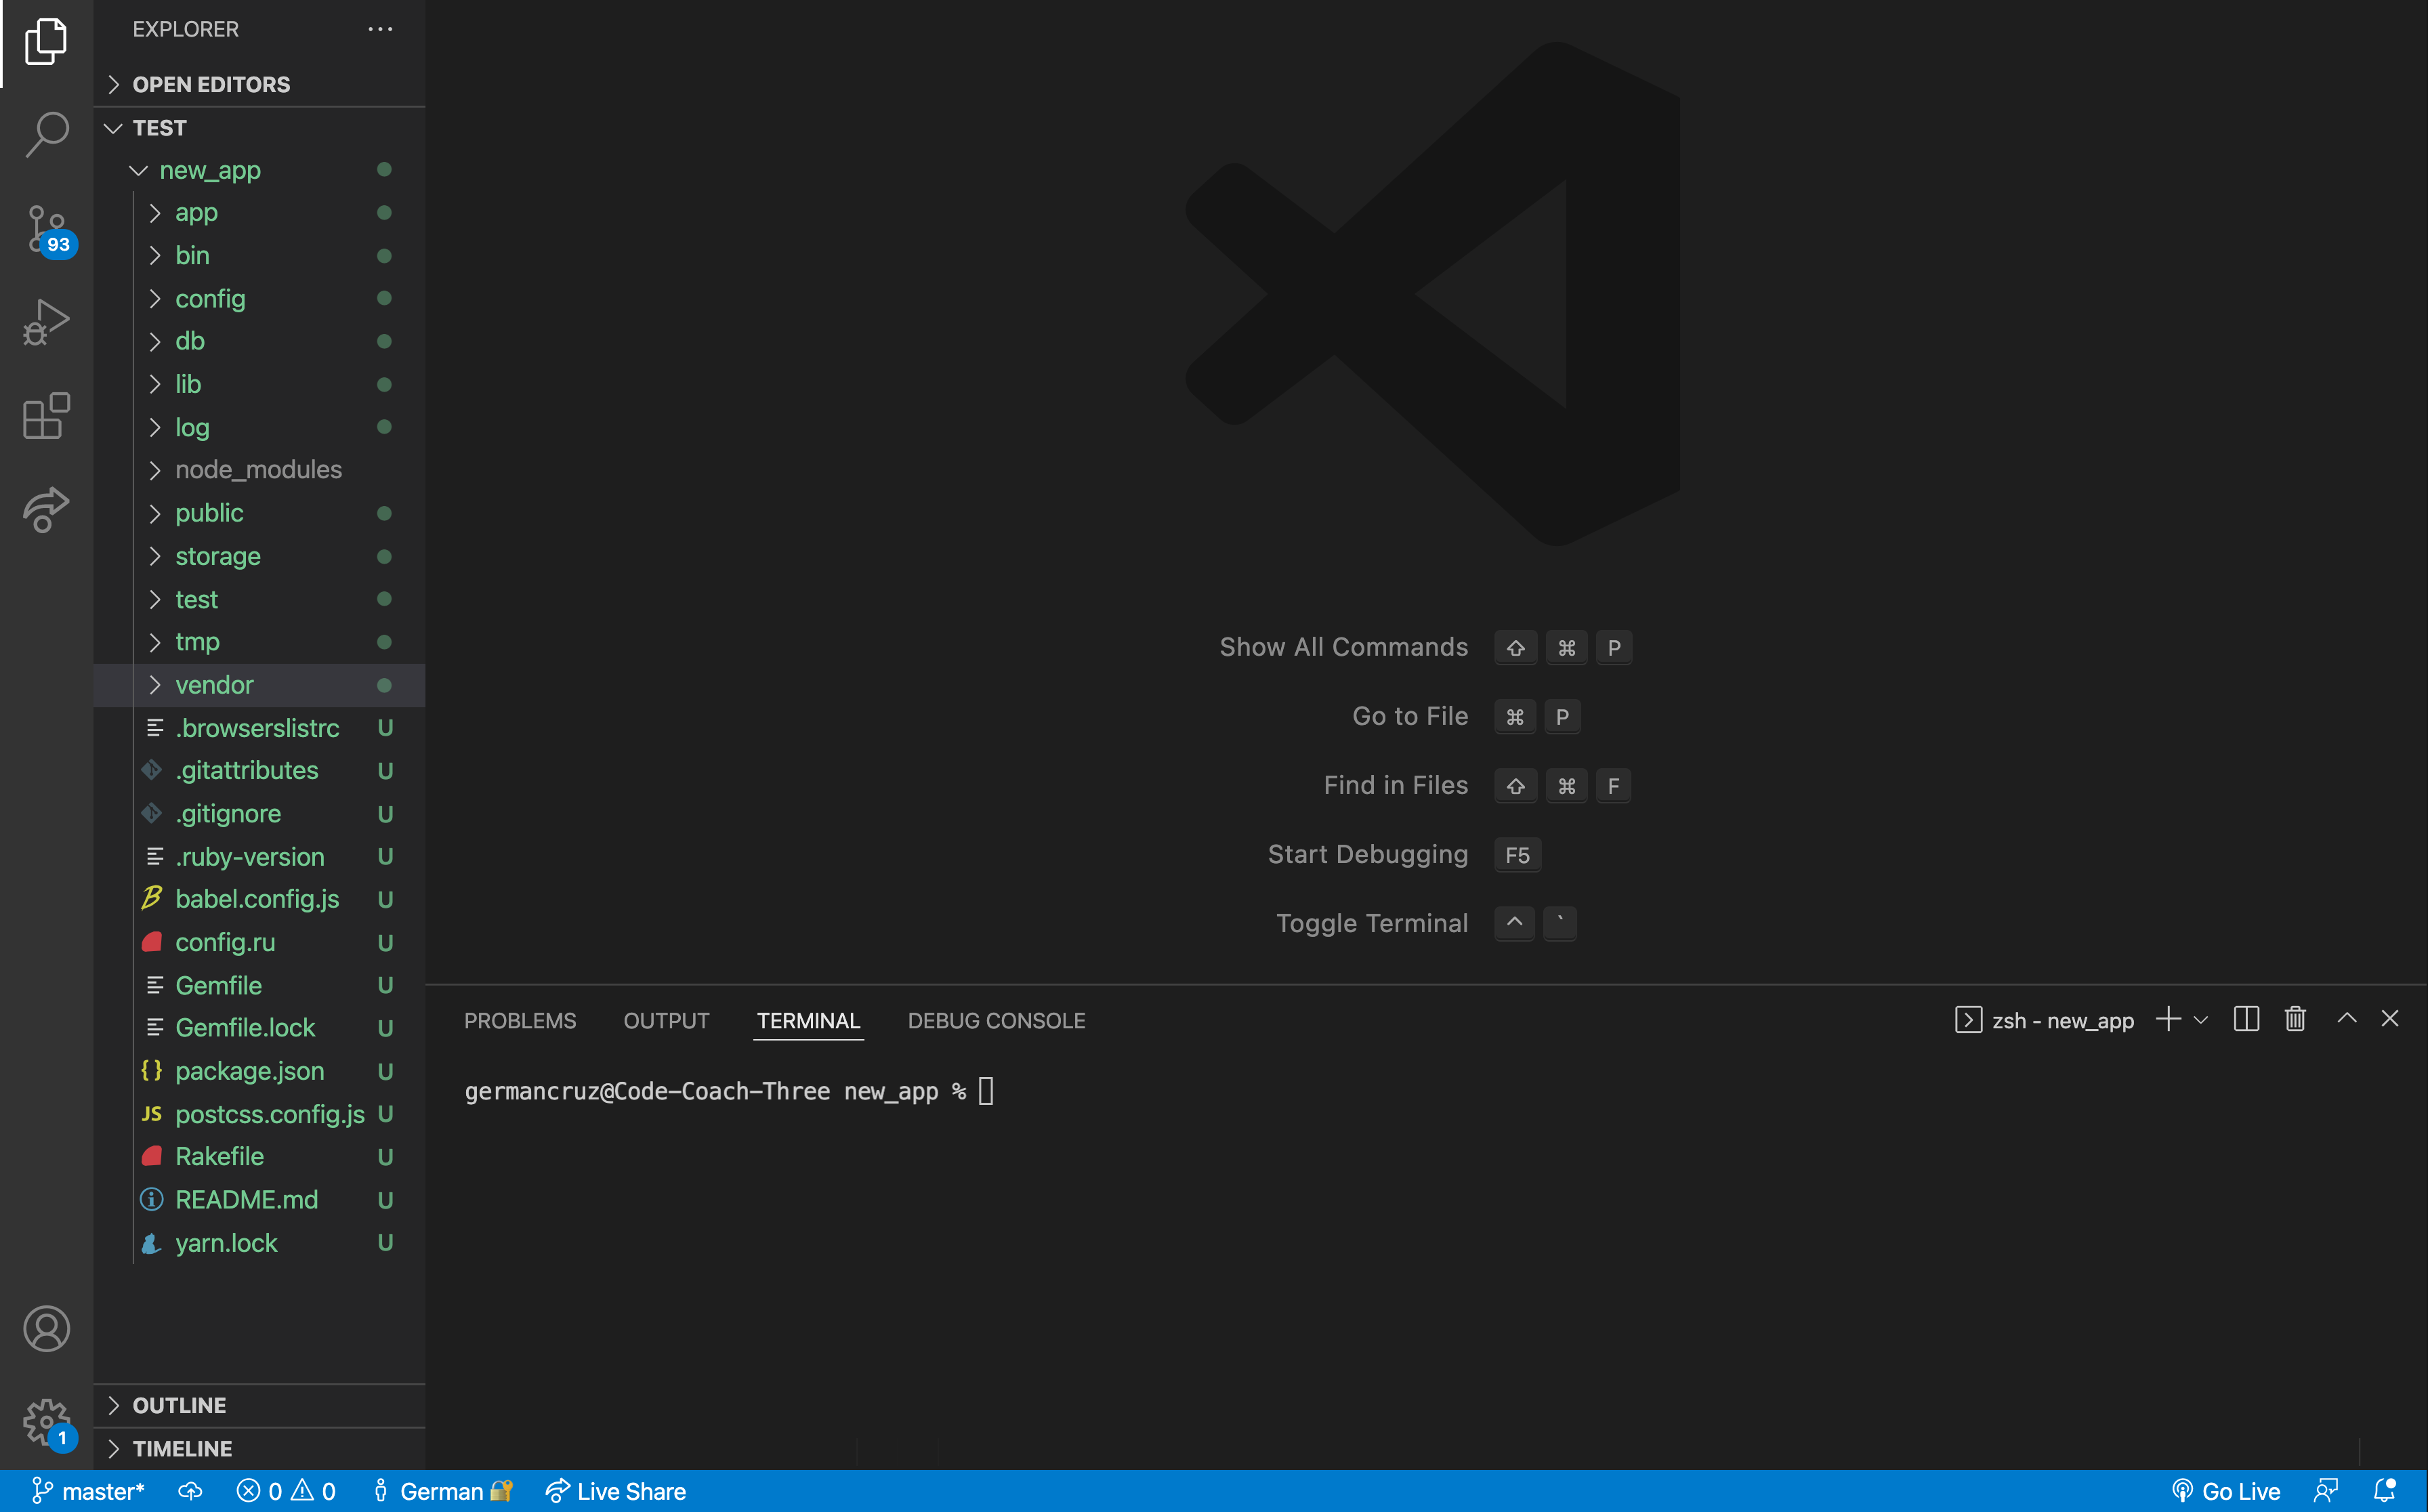 EXPLORER
OPEN EDITORS
TEST
new_app
app
bin
config
db
lib
log
node_modules
public
storage
test
tmp
vendor
.browserslistrc U
.gitattributes U
.gitignore U
.ruby-version U
babel.config.js U
config.ru U
Gemfile U
Gemfile.lock U
package.json U
JS postcss.config.js U
Rakefile U
README.md U
yarn.lock U
OUTLINE
TIMELINE
93
1
Show All Commands ⇧ ⌘ P
Go to File ⌘ P
Find in Files ⇧ ⌘ F
Start Debugging F5
Toggle Terminal ^ `
PROBLEMS OUTPUT TERMINAL DEBUG CONSOLE zsh - new_app
germancruz@Code-Coach-Three new_app %
master* 0 0 German Live Share Go Live